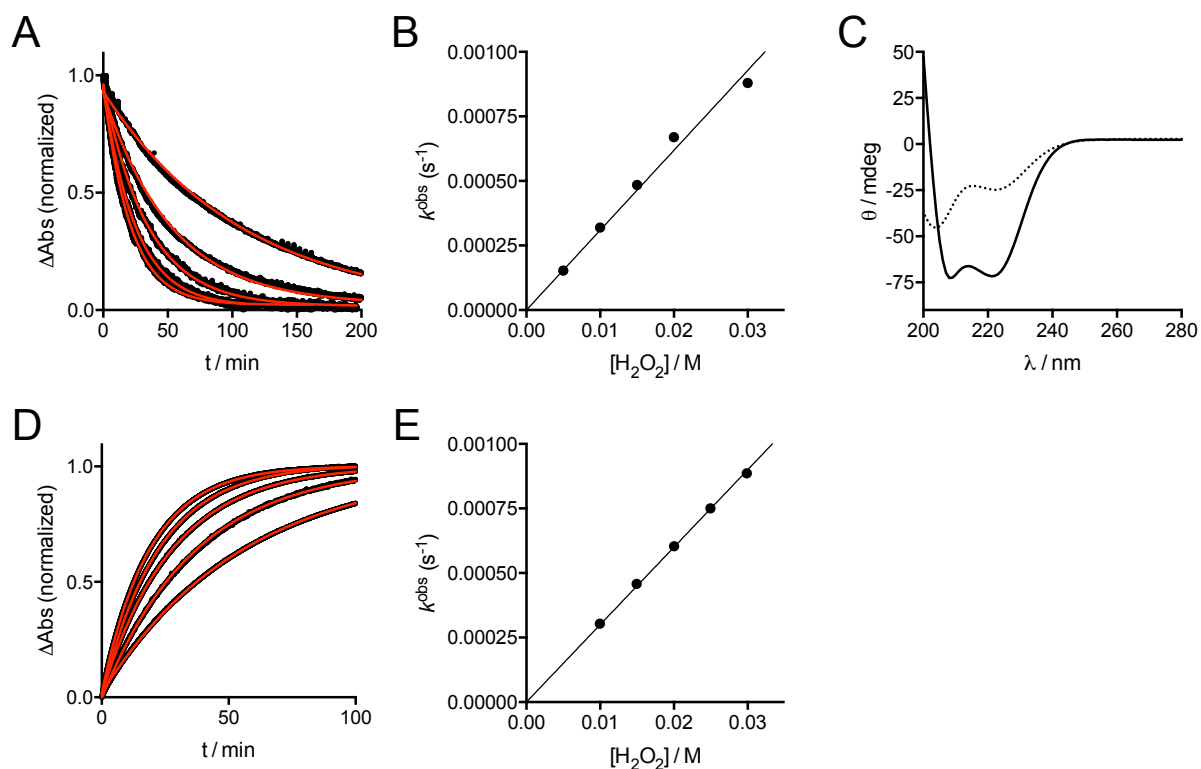 A
ΔAbs (normalized)
1.0
0.5
0.0
0 50 100 150 200
t / min
B
kᵒᵇˢ (s⁻¹)
0.00100
0.00075
0.00050
0.00025
0.00000
0.00 0.01 0.02 0.03
[H₂O₂] / M
C
θ / mdeg
50
25
0
-25
-50
-75
200 220 240 260 280
λ / nm
D
ΔAbs (normalized)
1.0
0.5
0.0
0 50 100
t / min
E
kᵒᵇˢ (s⁻¹)
0.00100
0.00075
0.00050
0.00025
0.00000
0.00 0.01 0.02 0.03
[H₂O₂] / M